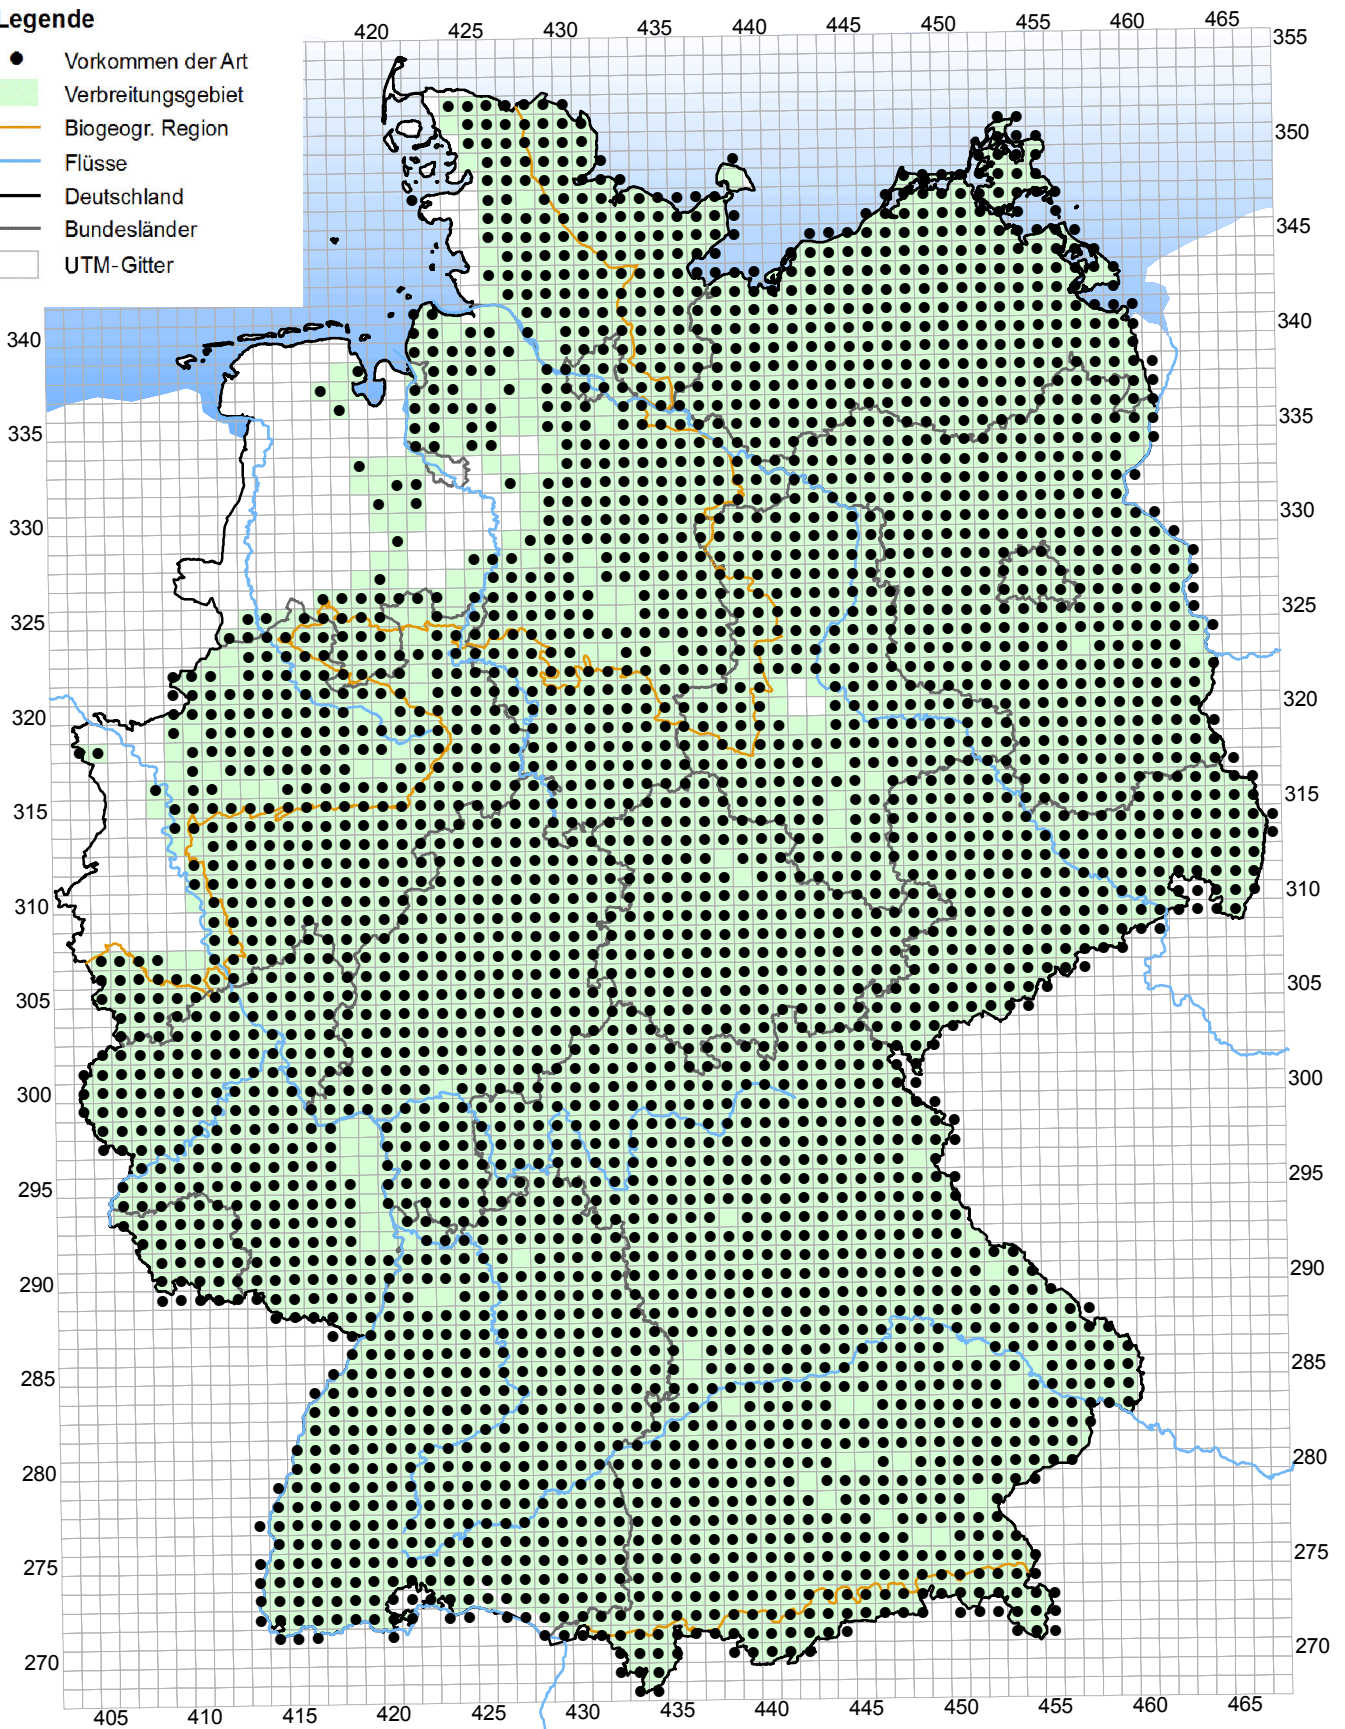 Legende
Vorkommen der Art
Verbreitungsgebiet
Biogeogr. Region
Flüsse
Deutschland
Bundesländer
UTM-Gitter
420 425 430 435 440 445 450 455 460 465
355
350
345
340 340
335 335
330 330
325 325
320 320
315 315
310 310
305 305
300 300
295 295
290 290
285 285
280 280
275 275
270 270
405 410 415 420 425 430 435 440 445 450 455 460 465